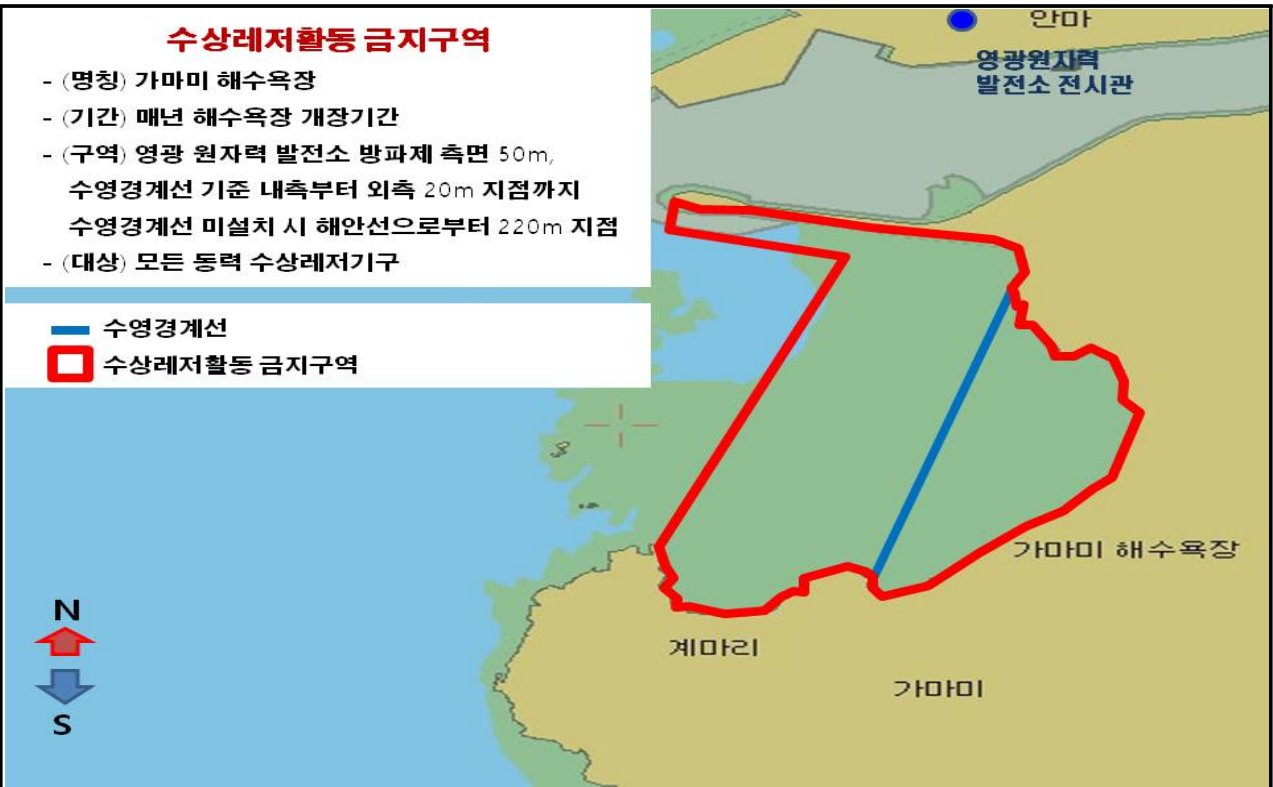 수상레저활동 금지구역
- (명칭) 가마미 해수욕장
- (기간) 매년 해수욕장 개장기간
- (구역) 영광 원자력 발전소 방파제 측면 50m,
수영경계선 기준 내측부터 외측 20m 지점까지
수영경계선 미설치 시 해안선으로부터 220m 지점
- (대상) 모든 동력 수상레저기구
수영경계선
수상레저활동 금지구역
안마
영광원자력
발전소 전시관
가마미 해수욕장
계마리
가마미
N
S